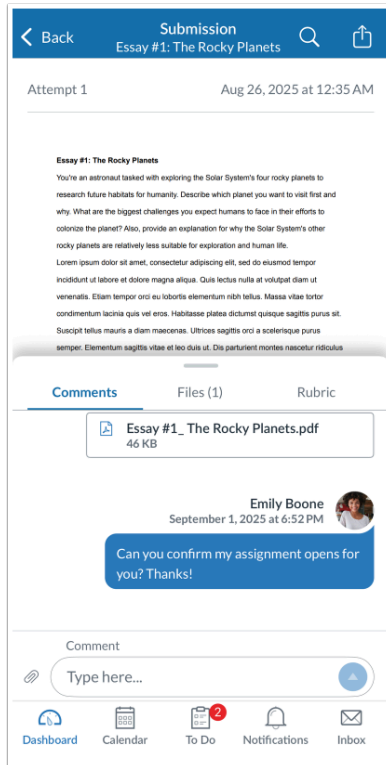 Back
Submission
Essay #1: The Rocky Planets
Attempt 1
Aug 26, 2025 at 12:35 AM
Essay #1: The Rocky Planets
You're an astronaut tasked with exploring the Solar System's four rocky planets to
research future habitats for humanity. Describe which planet you want to visit first and
why. What are the biggest challenges you expect humans to face in their efforts to
colonize the planet? Also, provide an explanation for why the Solar System's other
rocky planets are relatively less suitable for exploration and human life.
Lorem ipsum dolor sit amet, consectetur adipiscing elit, sed do eiusmod tempor
incididunt ut labore et dolore magna aliqua. Quis lectus nulla at volutpat diam ut
venenatis. Etiam tempor orci eu lobortis elementum nibh tellus. Massa vitae tortor
condimentum lacinia quis vel eros. Habitasse platea dictumst quisque sagittis purus sit.
Suscipit tellus mauris a diam maecenas. Ultrices sagittis orci a scelerisque purus
semper. Elementum sagittis vitae et leo duis ut. Dis parturient montes nascetur ridiculus
Comments
Files (1)
Rubric
Essay #1_ The Rocky Planets.pdf
46 KB
Emily Boone
September 1, 2025 at 6:52 PM
Can you confirm my assignment opens for
you? Thanks!
Comment
Type here...
2
Dashboard
Calendar
To Do
Notifications
Inbox